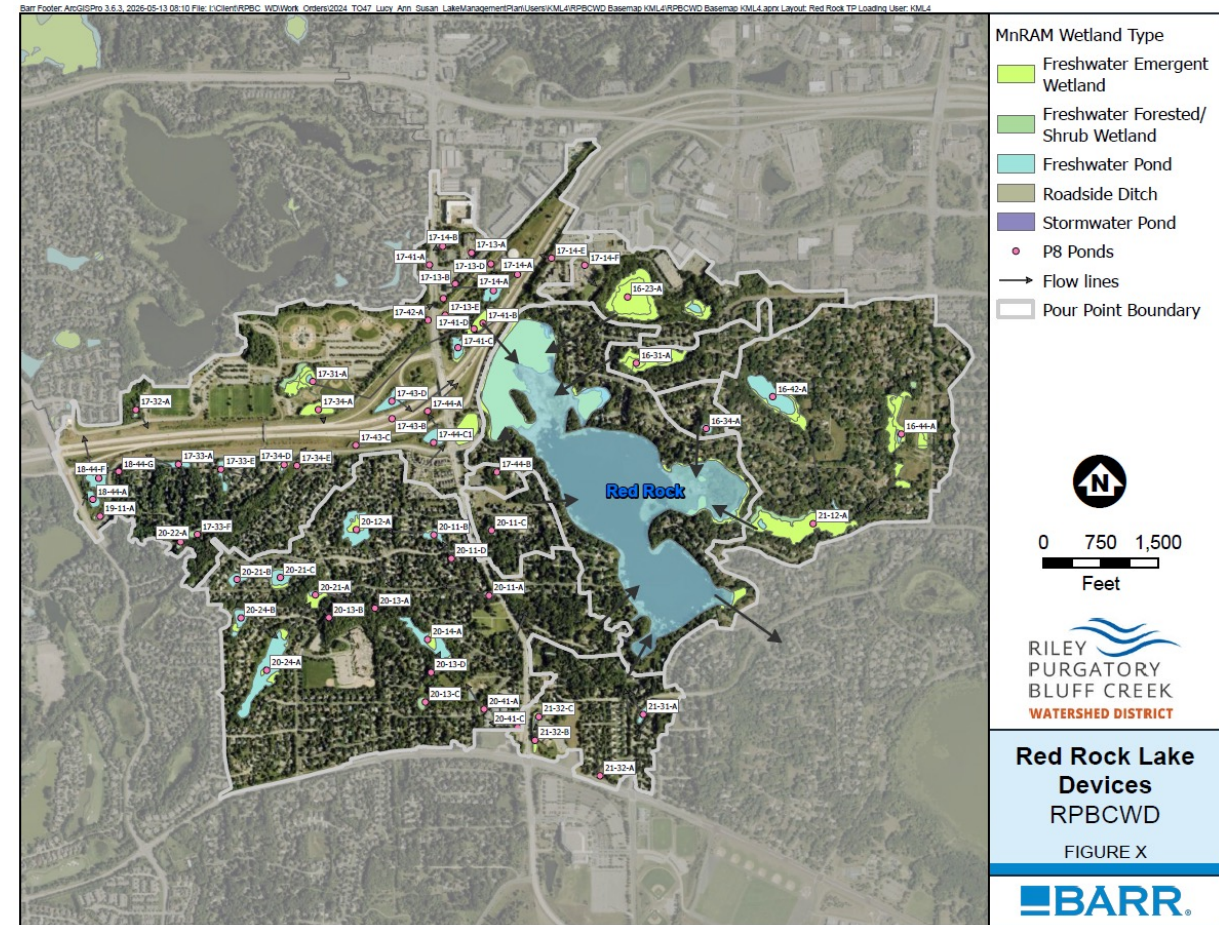 Barr Footer: ArcGISPro 3.6.3, 2026-05-13 08:10 File: I:\Client\RPBC_WD\Work_Orders\2024_TO47_Lucy_Ann_Susan_LakeManagementPlan\Users\KML4\RPBCWD Basemap KML4\RPBCWD Basemap KML4.aprx Layout: Red Rock TP Loading User: KML4
MnRAM Wetland Type
Freshwater Emergent
Wetland
Freshwater Forested/
Shrub Wetland
Freshwater Pond
Roadside Ditch
Stormwater Pond
P8 Ponds
Flow lines
Pour Point Boundary
17-14-B
17-13-A
17-14-E
17-41-A
17-13-D
17-14-A
17-14-F
17-13-B
17-14-A
16-23-A
17-42-A
17-13-E
17-41-D
17-41-B
17-41-C
16-31-A
17-31-A
17-43-D
16-42-A
17-32-A
17-34-A
17-44-A
17-43-B
16-34-A
16-44-A
17-43-C
17-44-C1
18-44-F
18-44-G
17-33-A
17-33-E
17-34-D
17-34-E
17-44-B
Red Rock
18-44-A
19-11-A
20-22-A
17-33-F
20-12-A
20-11-B
20-11-C
21-12-A
20-11-D
20-21-B
20-21-C
20-21-A
20-11-A
20-24-B
20-13-B
20-13-A
20-14-A
20-24-A
20-13-D
20-13-C
20-41-A
20-41-C
21-32-C
21-31-A
21-32-B
21-32-A
N
0 750 1,500
Feet
RILEY
PURGATORY
BLUFF CREEK
WATERSHED DISTRICT
Red Rock Lake
Devices
RPBCWD
FIGURE X
BARR®